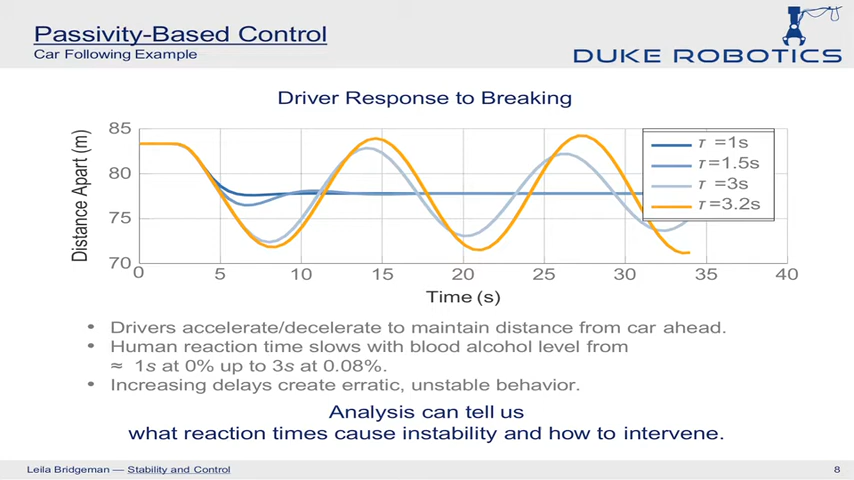 Passivity-Based Control
Car Following Example
DUKE ROBOTICS
Driver Response to Breaking
Distance Apart (m)
85
80
75
70
0
5
10
15
20
25
30
35
40
Time (s)
τ =1s
τ=1.5s
τ =3s
τ=3.2s
• Drivers accelerate/decelerate to maintain distance from car ahead.
• Human reaction time slows with blood alcohol level from
≈ 1s at 0% up to 3s at 0.08%.
• Increasing delays create erratic, unstable behavior.
Analysis can tell us
what reaction times cause instability and how to intervene.
Leila Bridgeman — Stability and Control
8